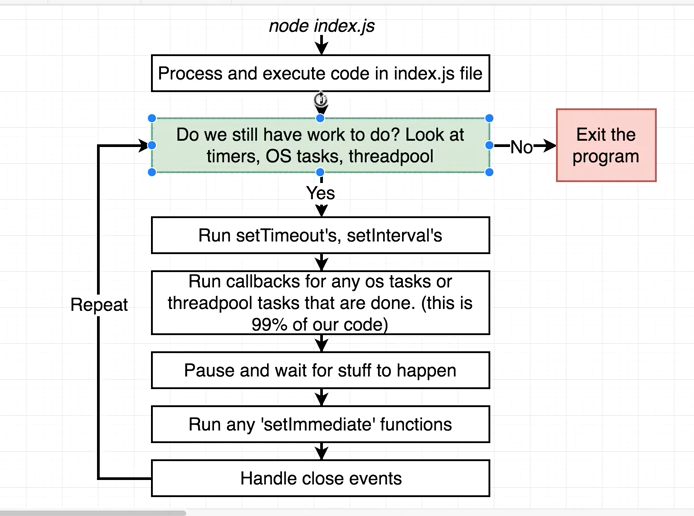 node index.js
Process and execute code in index.js file
Do we still have work to do? Look at
timers, OS tasks, threadpool
No
Exit the
program
Yes
Run setTimeout's, setInterval's
Run callbacks for any os tasks or
threadpool tasks that are done. (this is
99% of our code)
Repeat
Pause and wait for stuff to happen
Run any 'setImmediate' functions
Handle close events